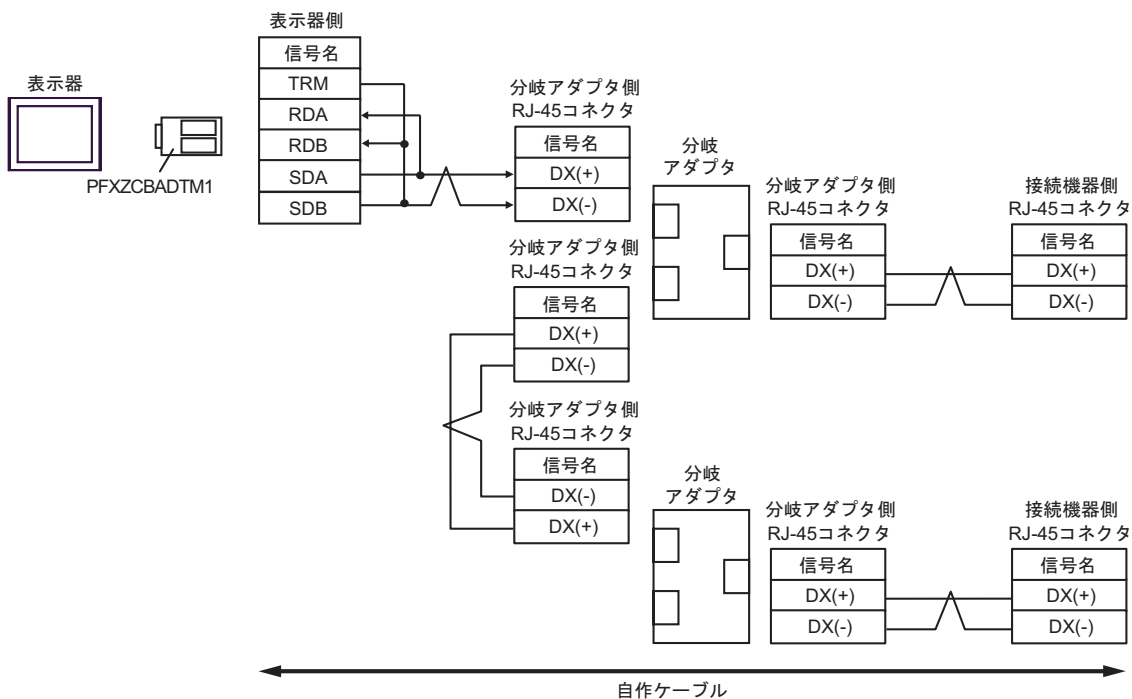 表示器
PFXZCBADTM1
表示器側
信号名
TRM
RDA
RDB
SDA
SDB
分岐アダプタ側
RJ-45コネクタ
信号名
DX(+)
DX(-)
分岐アダプタ側
RJ-45コネクタ
信号名
DX(+)
DX(-)
分岐アダプタ側
RJ-45コネクタ
信号名
DX(-)
DX(+)
分岐
アダプタ
分岐アダプタ側
RJ-45コネクタ
信号名
DX(+)
DX(-)
接続機器側
RJ-45コネクタ
信号名
DX(+)
DX(-)
分岐
アダプタ
分岐アダプタ側
RJ-45コネクタ
信号名
DX(+)
DX(-)
接続機器側
RJ-45コネクタ
信号名
DX(+)
DX(-)
自作ケーブル